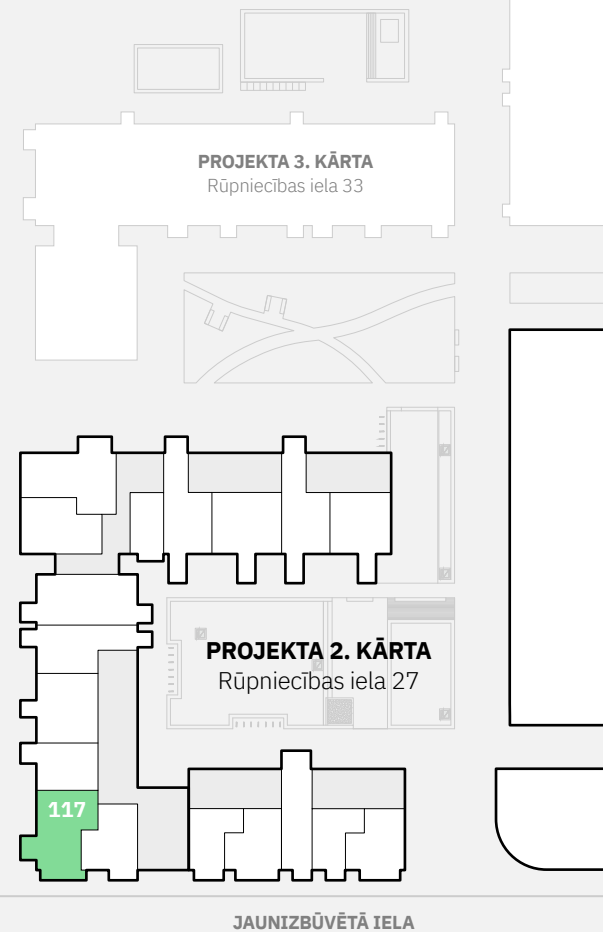 PROJEKTA 3. KĀRTA
Rūpniecības iela 33
PROJEKTA 2. KĀRTA
Rūpniecības iela 27
117
JAUNIZBŪVĒTĀ IELA